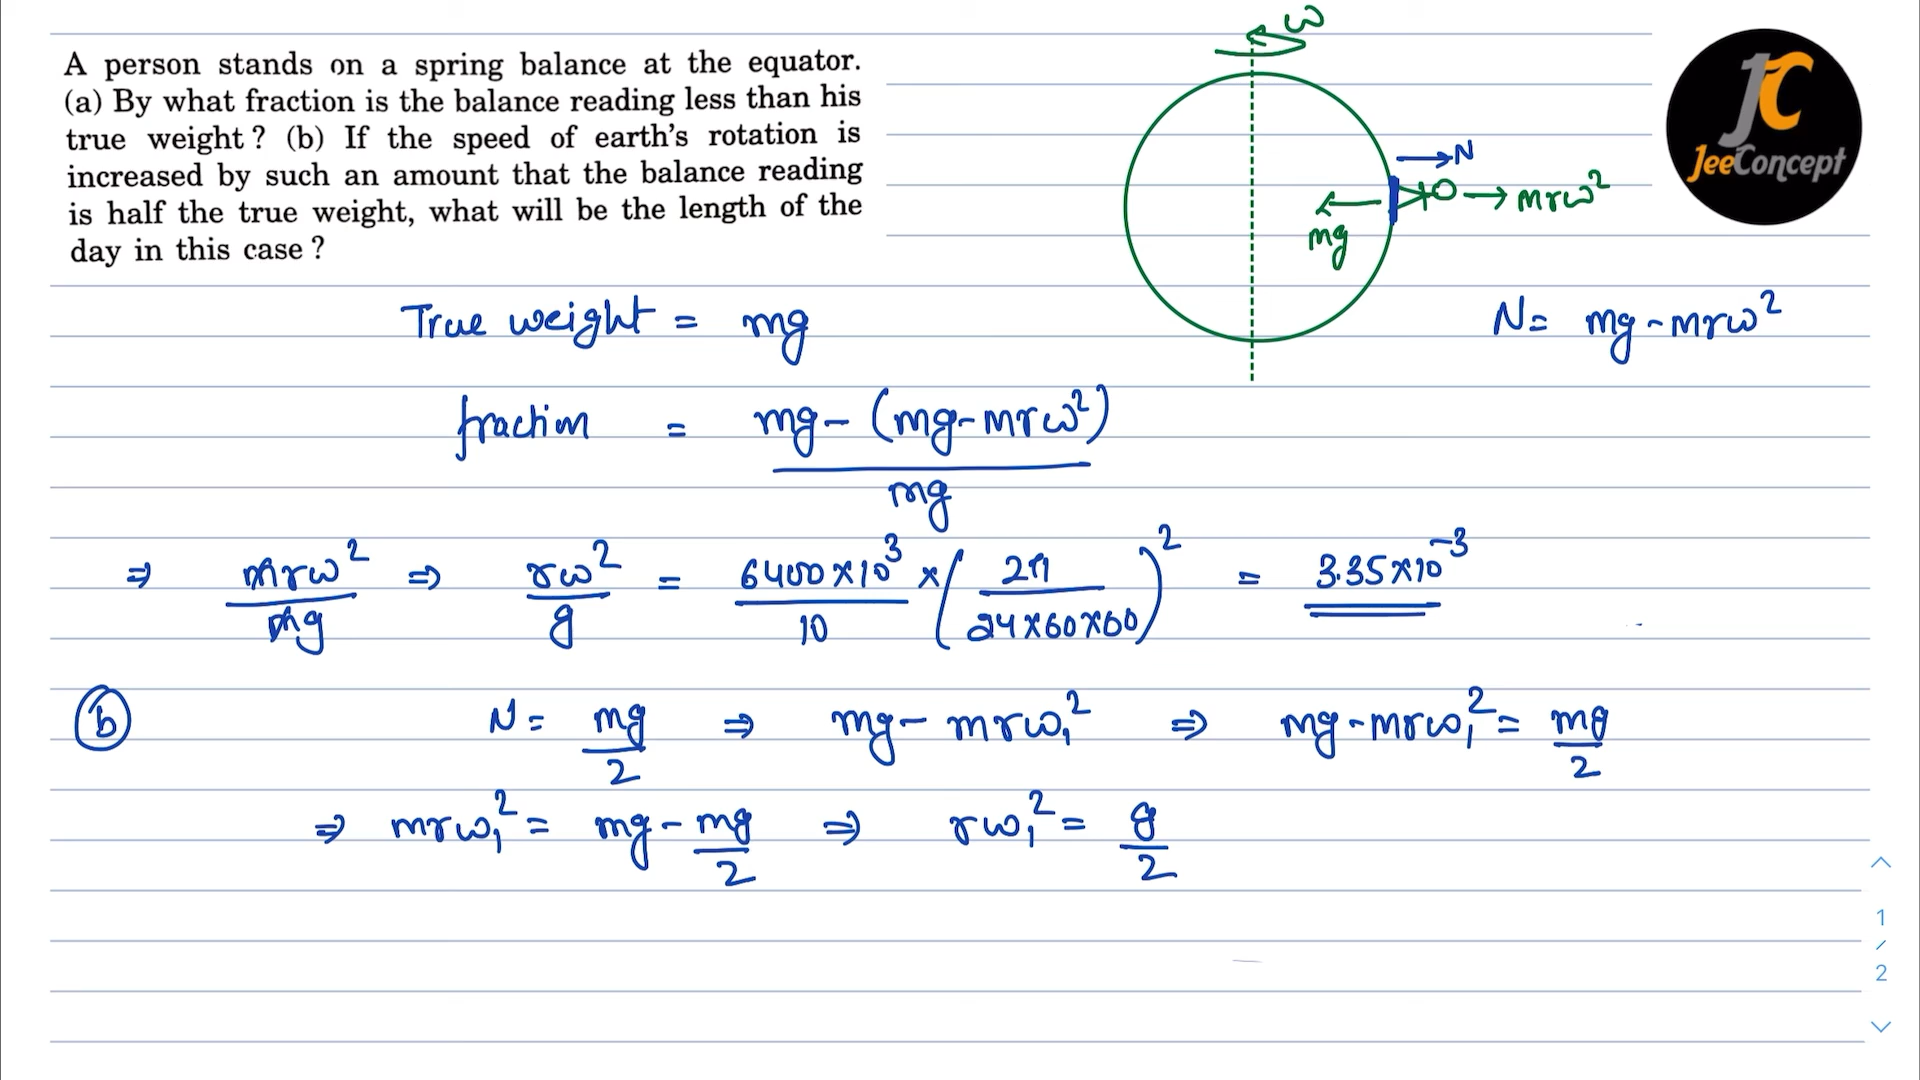 A person stands on a spring balance at the equator.
(a) By what fraction is the balance reading less than his
true weight ? (b) If the speed of earth's rotation is
increased by such an amount that the balance reading
is half the true weight, what will be the length of the
day in this case ?
ω
→N
mrω²
mg
JC
JeeConcept
True weight = mg
N= mg-mrω²
fraction = (mg-(mg-mrω²))/mg
⇒ mrω²/mg ⇒ rω²/g = 6400×10³/10 × (2π/24×60×60)² = 3.35×10⁻³
(b) N= mg/2 ⇒ mg-mrω₁² ⇒ mg-mrω₁² = mg/2
⇒ mrω₁² = mg-mg/2 ⇒ rω₁² = g/2
1
/
2